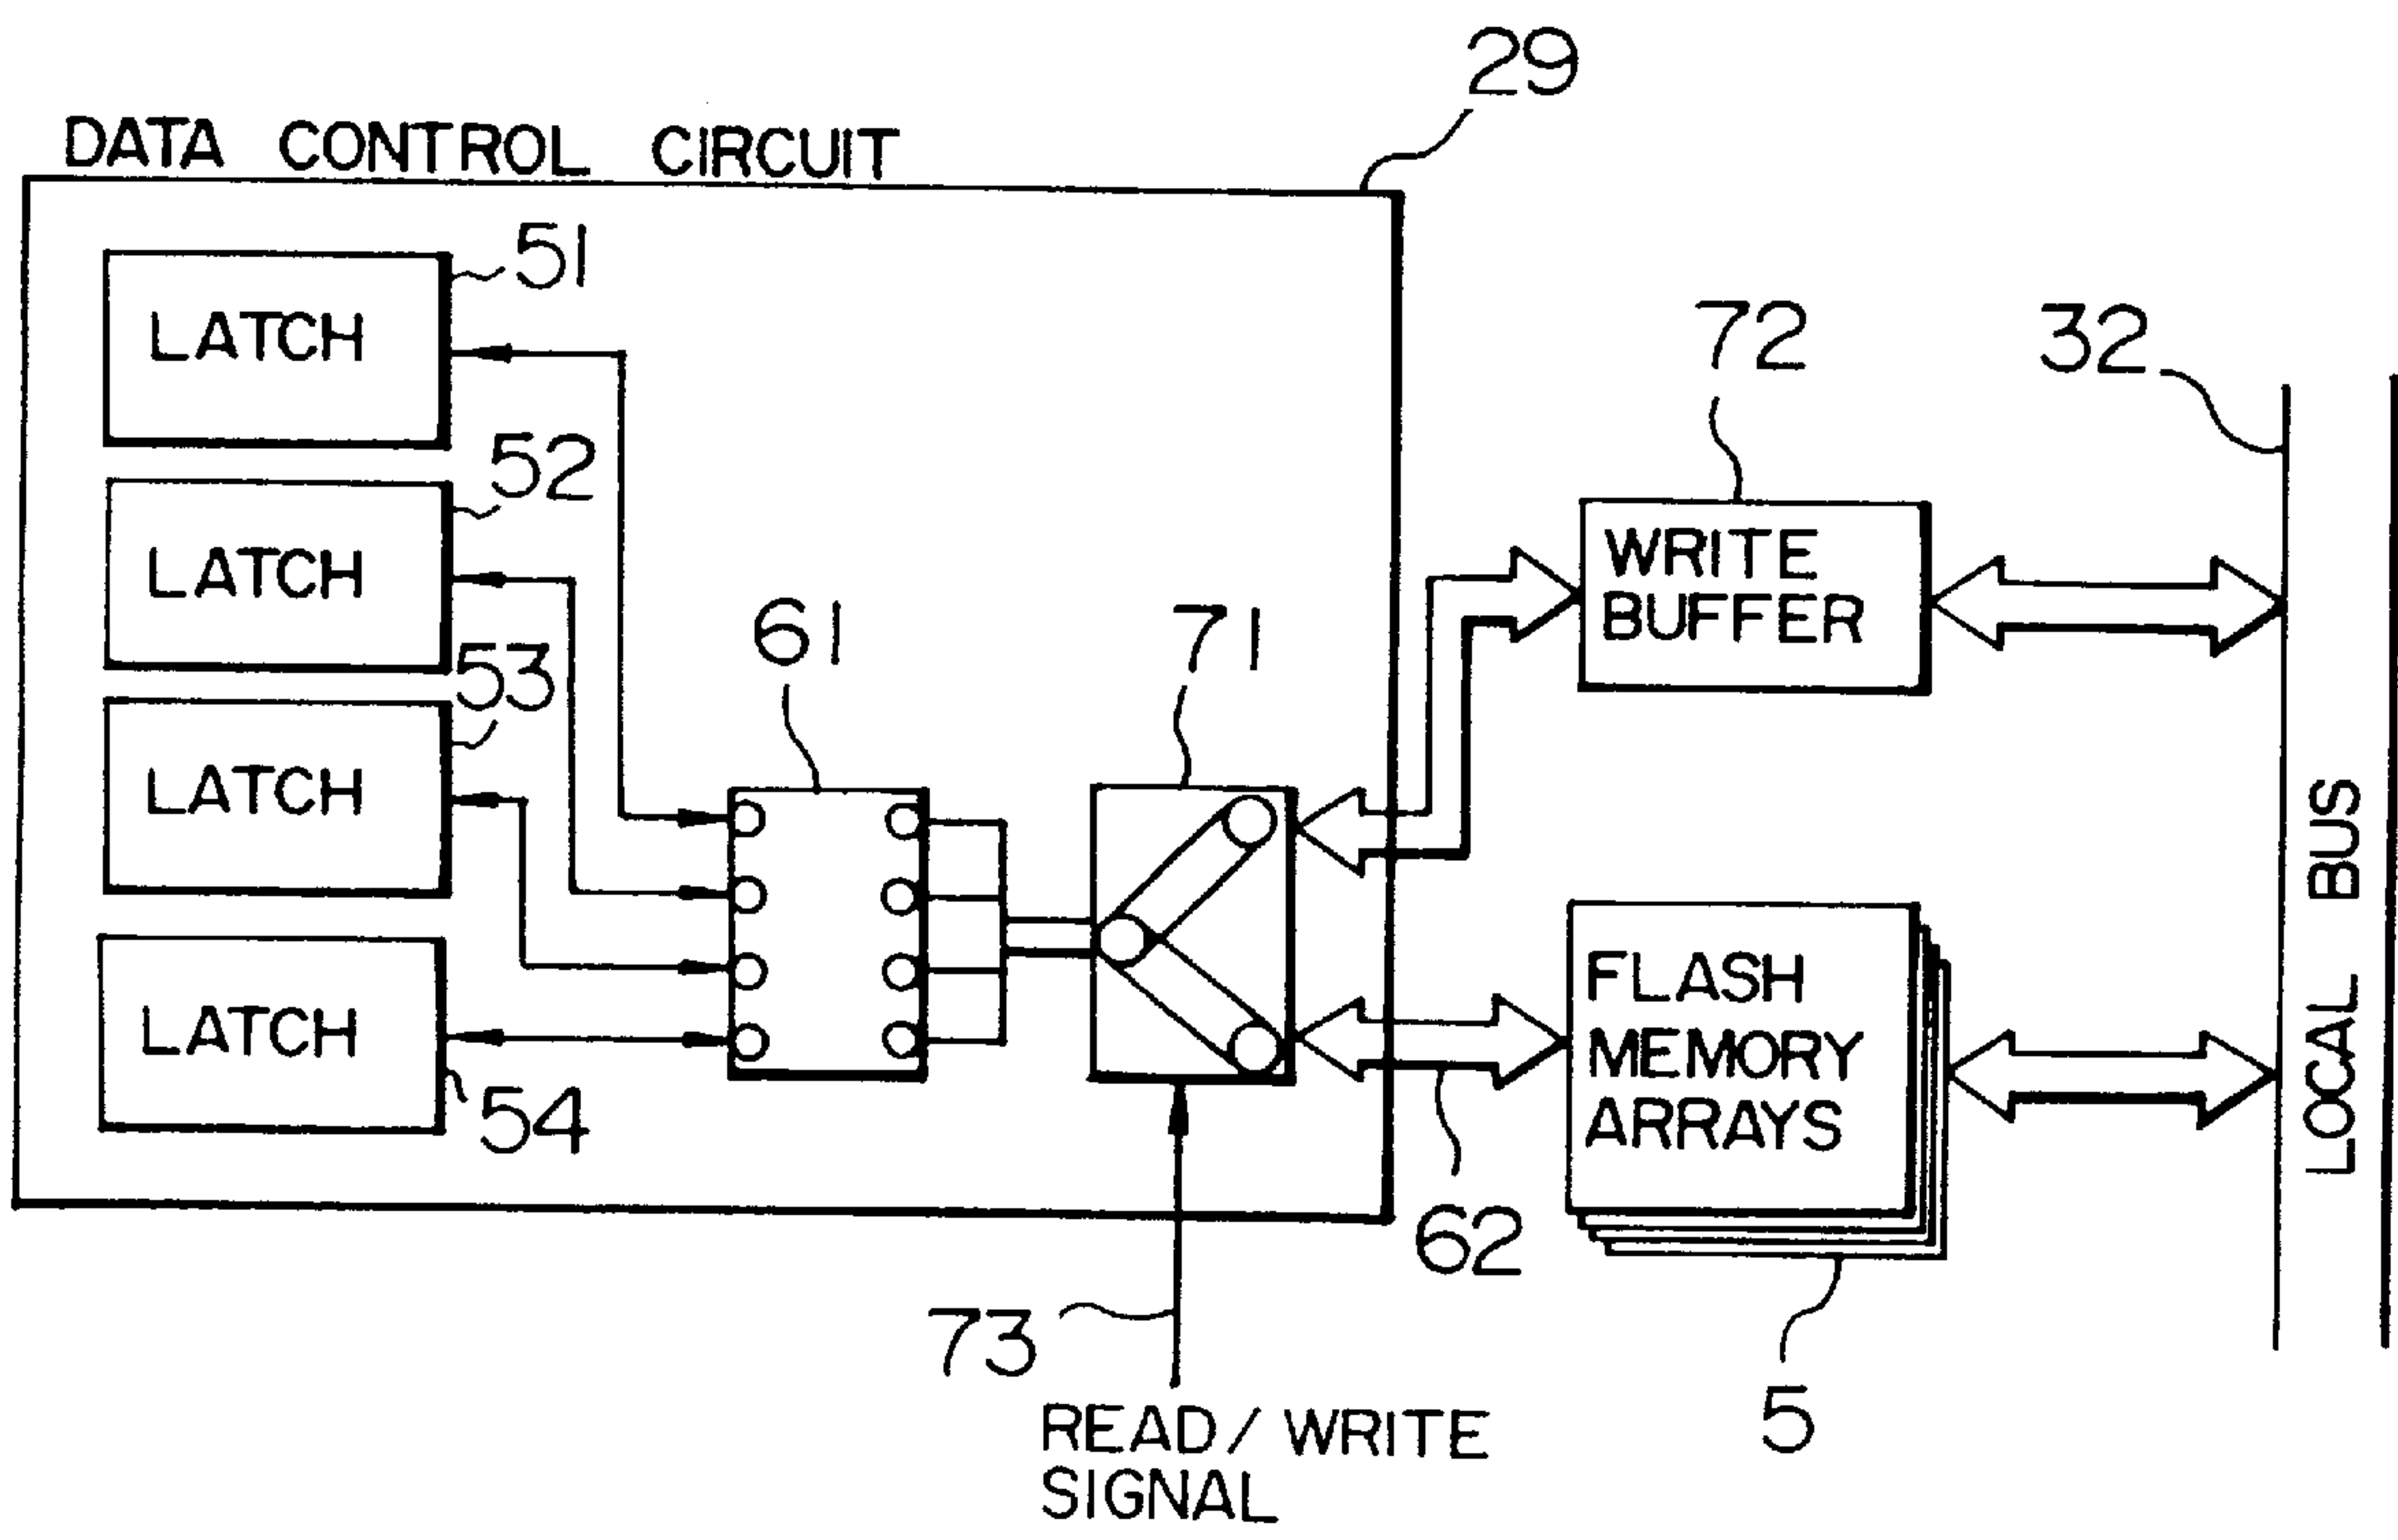 29
DATA CONTROL CIRCUIT
51
LATCH
52
LATCH
53
LATCH
54
LATCH
61
71
72
WRITE
BUFFER
32
FLASH
MEMORY
ARRAYS
LOCAL BUS
62
5
73
READ/WRITE
SIGNAL